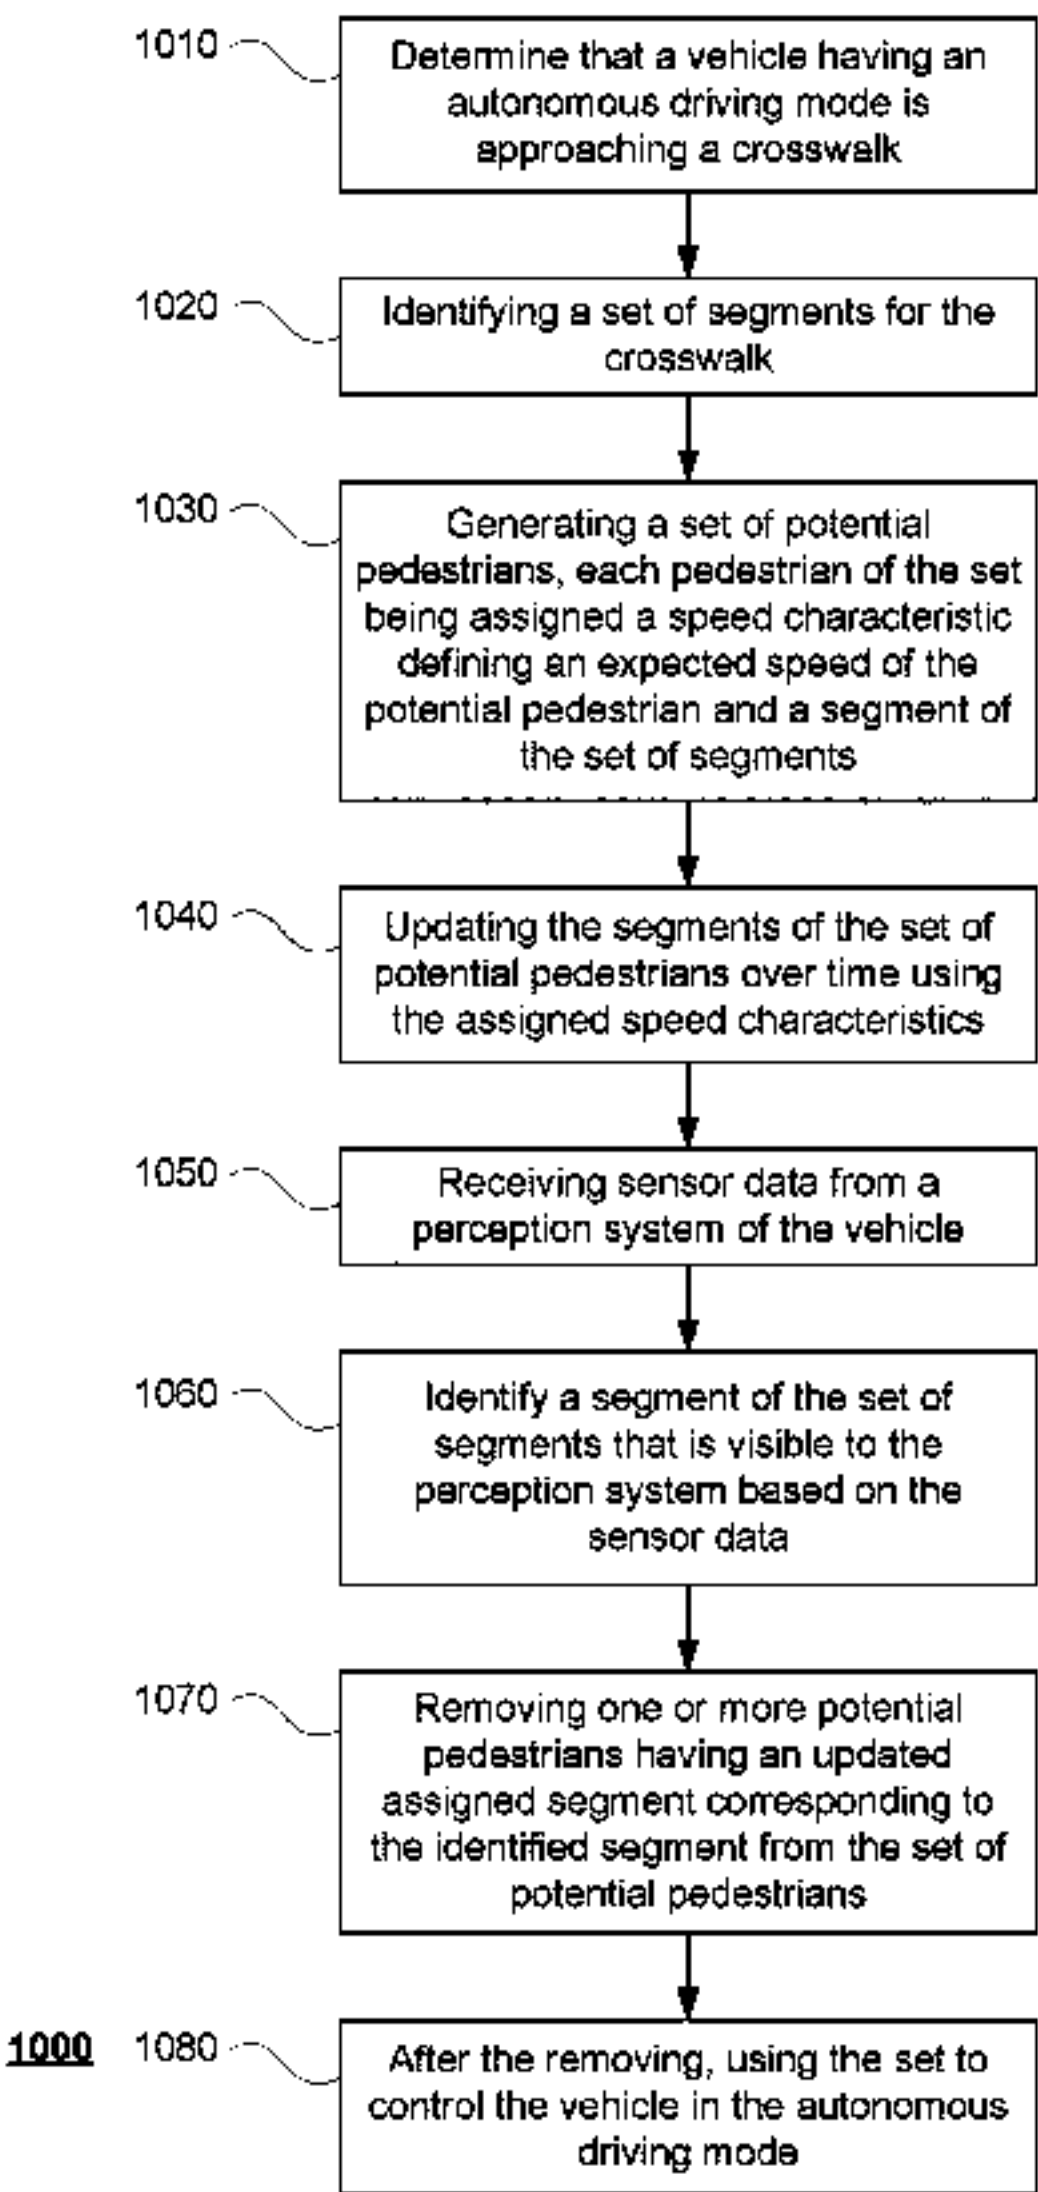 1010
Determine that a vehicle having an
autonomous driving mode is
approaching a crosswalk
1020
Identifying a set of segments for the
crosswalk
1030
Generating a set of potential
pedestrians, each pedestrian of the set
being assigned a speed characteristic
defining an expected speed of the
potential pedestrian and a segment of
the set of segments
1040
Updating the segments of the set of
potential pedestrians over time using
the assigned speed characteristics
1050
Receiving sensor data from a
perception system of the vehicle
1060
Identify a segment of the set of
segments that is visible to the
perception system based on the
sensor data
1070
Removing one or more potential
pedestrians having an updated
assigned segment corresponding to
the identified segment from the set of
potential pedestrians
1000
1080
After the removing, using the set to
control the vehicle in the autonomous
driving mode